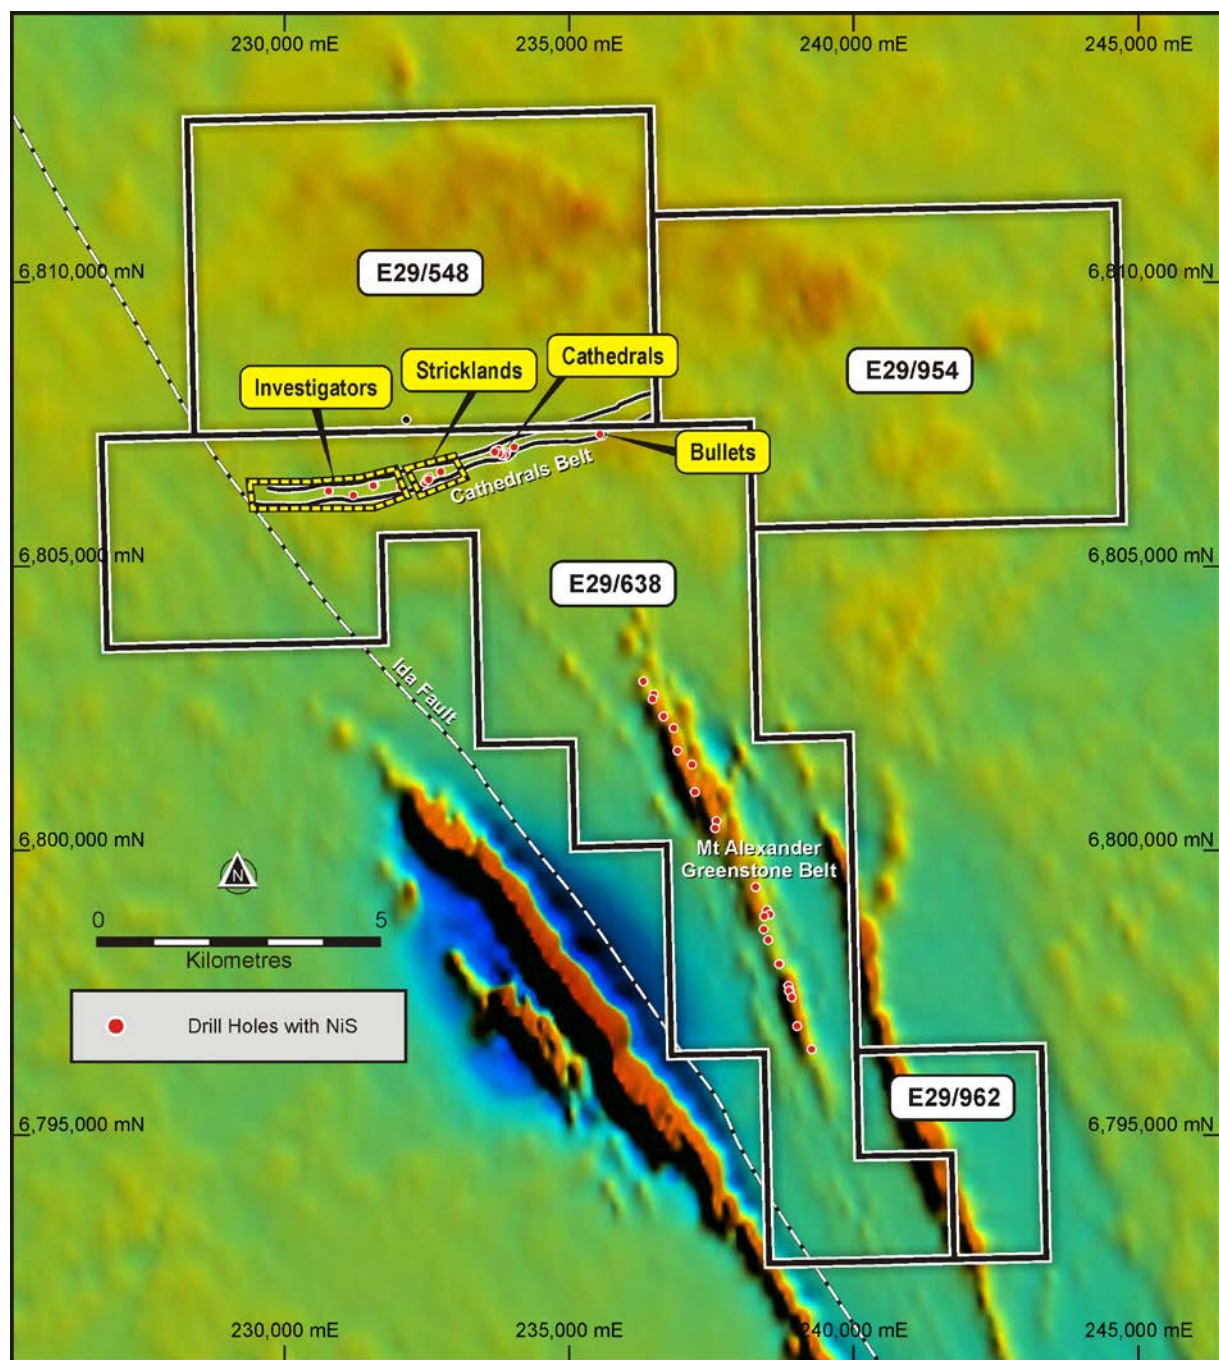 230,000 mE
235,000 mE
240,000 mE
245,000 mE
6,810,000 mN
E29/548
6,810,000 mN
Cathedrals
Stricklands
E29/954
Investigators
Bullets
Cathedrals Belt
6,805,000 mN
6,805,000 mN
E29/638
Ida Fault
6,800,000 mN
Mt Alexander
Greenstone Belt
6,800,000 mN
N
0
5
Kilometres
Drill Holes with NiS
E29/962
6,795,000 mN
6,795,000 mN
230,000 mE
235,000 mE
240,000 mE
245,000 mE